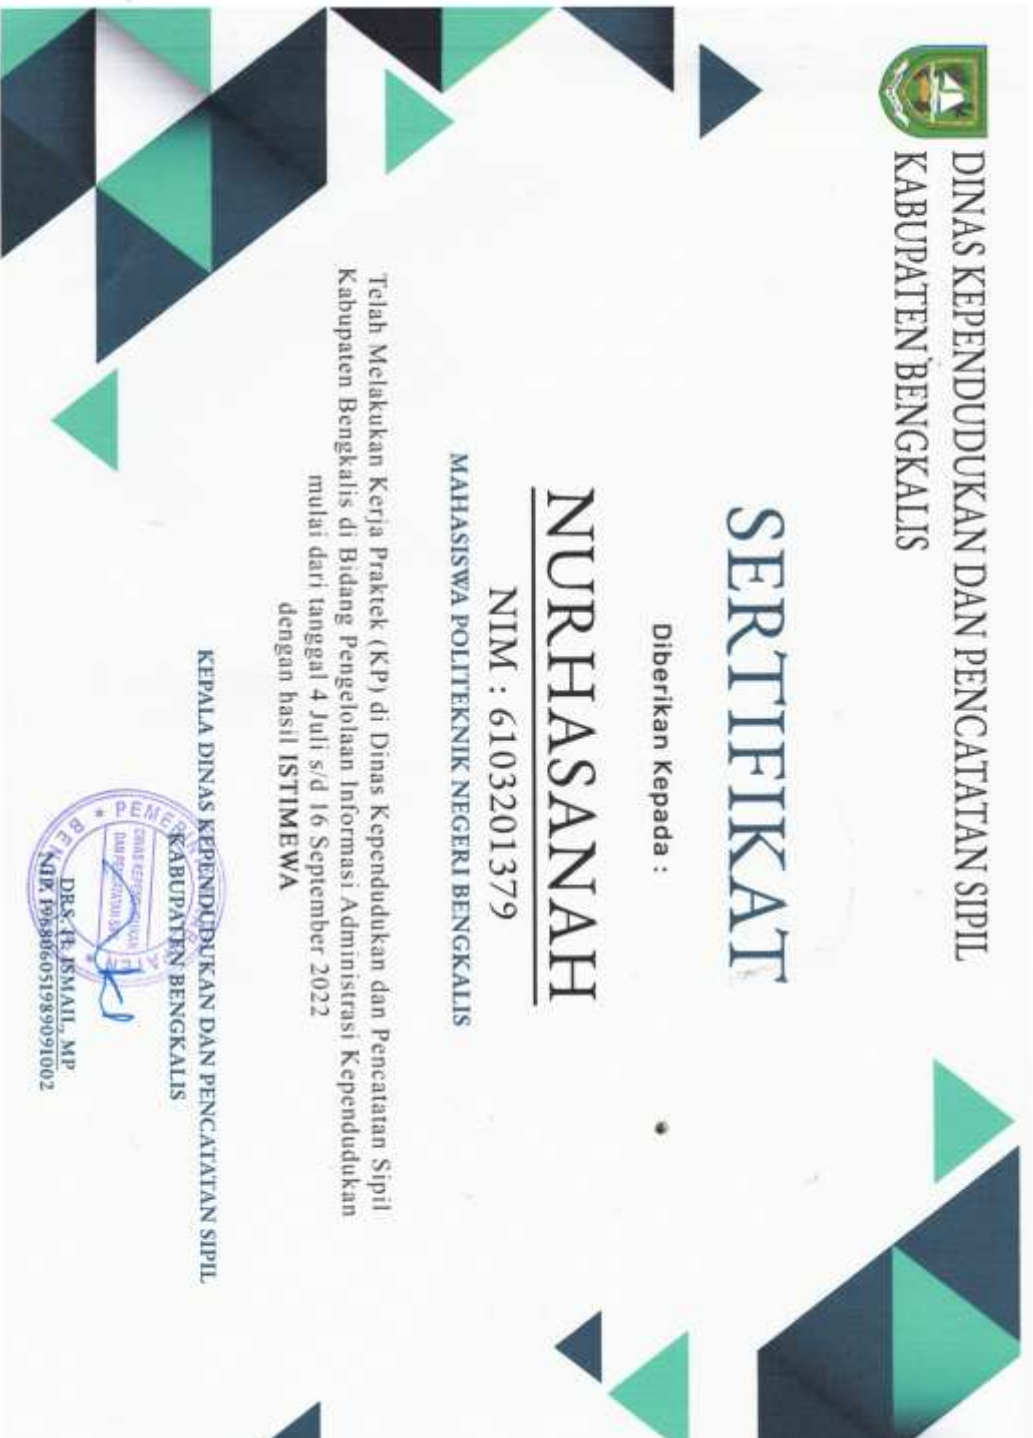 DINAS KEPENDUDUKAN DAN PENCATATAN SIPIL
KABUPATEN BENGKALIS
SERTIFIKAT
Diberikan Kepada :
NURHASANAH
NIM : 6103201379
MAHASISWA POLITEKNIK NEGERI BENGKALIS
Telah Melakukan Kerja Praktek (KP) di Dinas Kependudukan dan Pencatatan Sipil
Kabupaten Bengkalis di Bidang Pengelolaan Informasi Administrasi Kependudukan
mulai dari tanggal 4 Juli s/d 16 September 2022
dengan hasil ISTIMEWA
KEPALA DINAS KEPENDUDUKAN DAN PENCATATAN SIPIL
KABUPATEN BENGKALIS
DRS. H. ISMAIL, MP
NIP. 196806051989091002